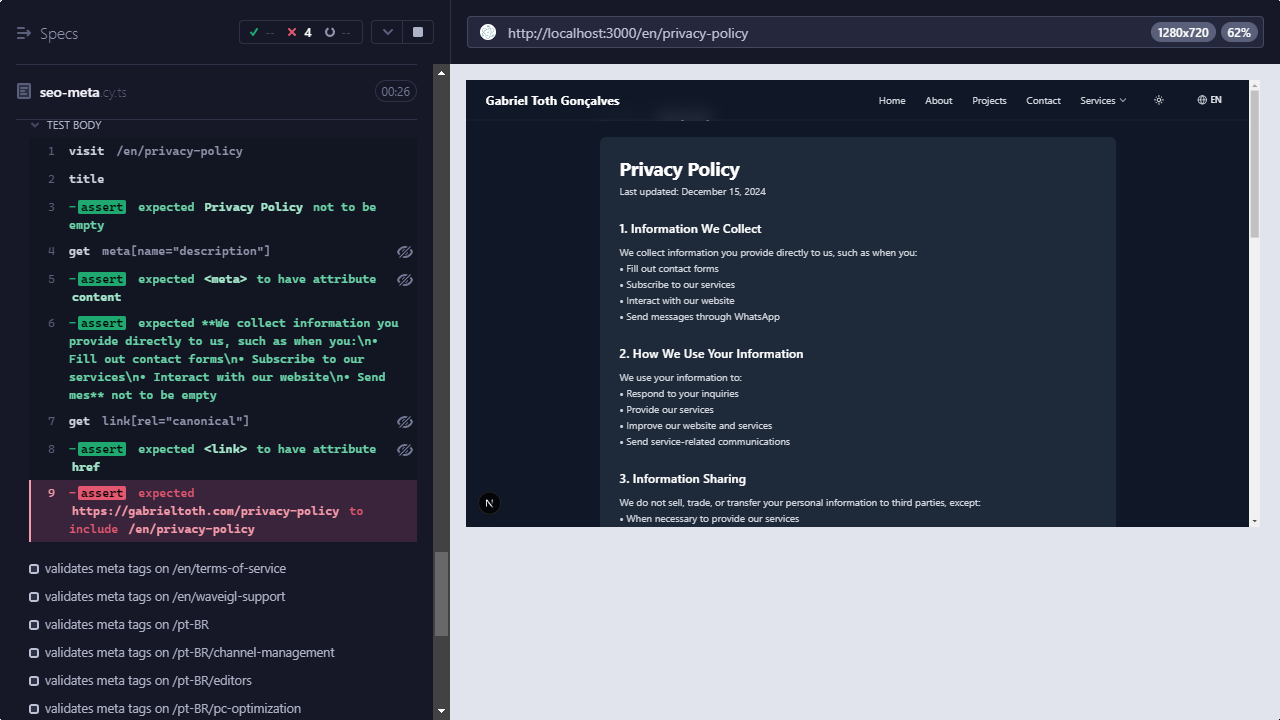 Specs
-- 4 --
http://localhost:3000/en/privacy-policy
1280x720 62%
seo-meta.cy.ts 00:26
TEST BODY
1 visit /en/privacy-policy
2 title
3 -assert expected Privacy Policy not to be
empty
4 get meta[name="description"]
5 -assert expected <meta> to have attribute
content
6 -assert expected **We collect information you
provide directly to us, such as when you:\n•
Fill out contact forms\n• Subscribe to our
services\n• Interact with our website\n• Send
mes** not to be empty
7 get link[rel="canonical"]
8 -assert expected <link> to have attribute
href
9 -assert expected
https://gabrieltoth.com/privacy-policy to
include /en/privacy-policy
validates meta tags on /en/terms-of-service
validates meta tags on /en/waveigl-support
validates meta tags on /pt-BR
validates meta tags on /pt-BR/channel-management
validates meta tags on /pt-BR/editors
validates meta tags on /pt-BR/pc-optimization
Gabriel Toth Gonçalves Home About Projects Contact Services EN
Privacy Policy
Last updated: December 15, 2024
1. Information We Collect
We collect information you provide directly to us, such as when you:
• Fill out contact forms
• Subscribe to our services
• Interact with our website
• Send messages through WhatsApp
2. How We Use Your Information
We use your information to:
• Respond to your inquiries
• Provide our services
• Improve our website and services
• Send service-related communications
3. Information Sharing
We do not sell, trade, or transfer your personal information to third parties, except:
• When necessary to provide our services
N